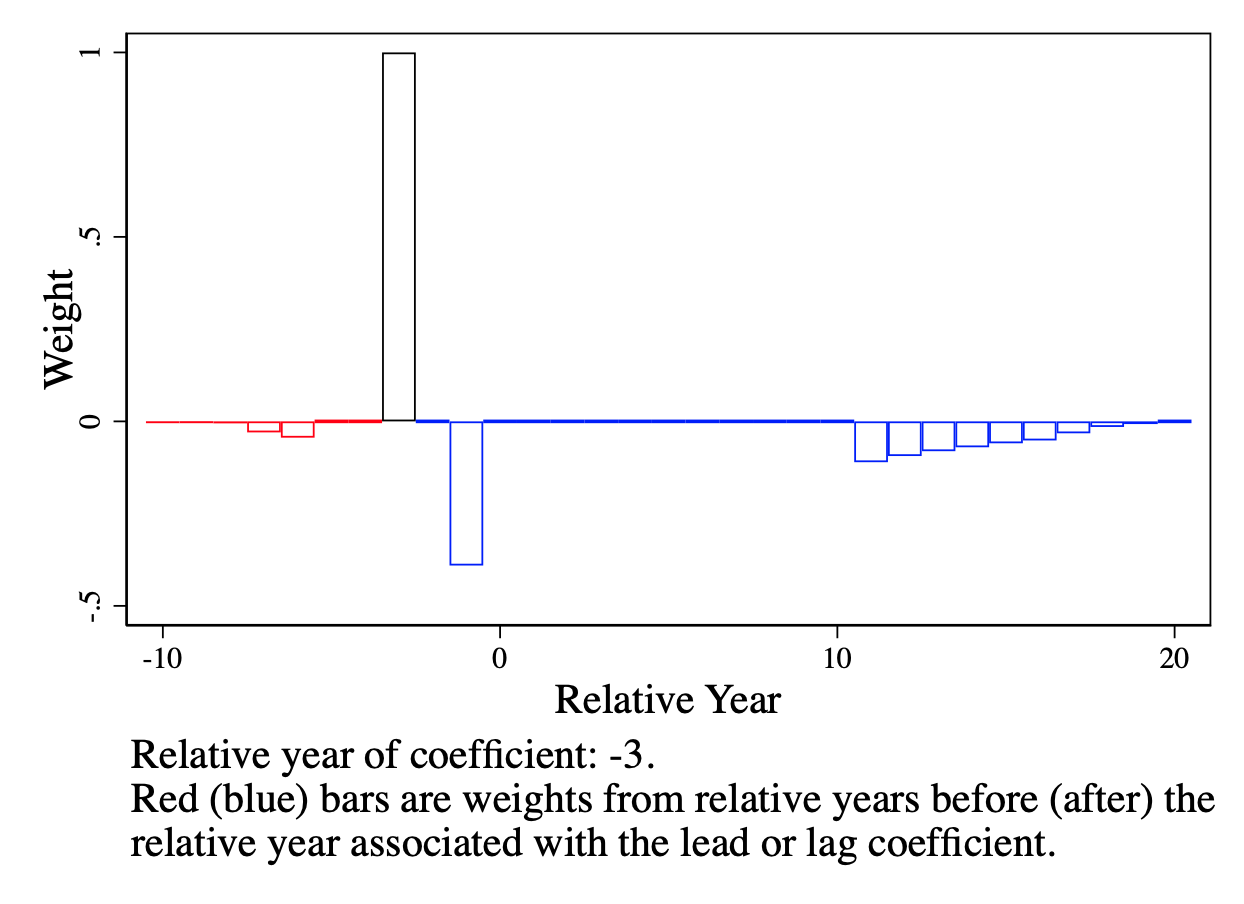 1
.5
0
-.5
Weight
-10 0 10 20
Relative Year
Relative year of coefficient: -3.
Red (blue) bars are weights from relative years before (after) the
relative year associated with the lead or lag coefficient.